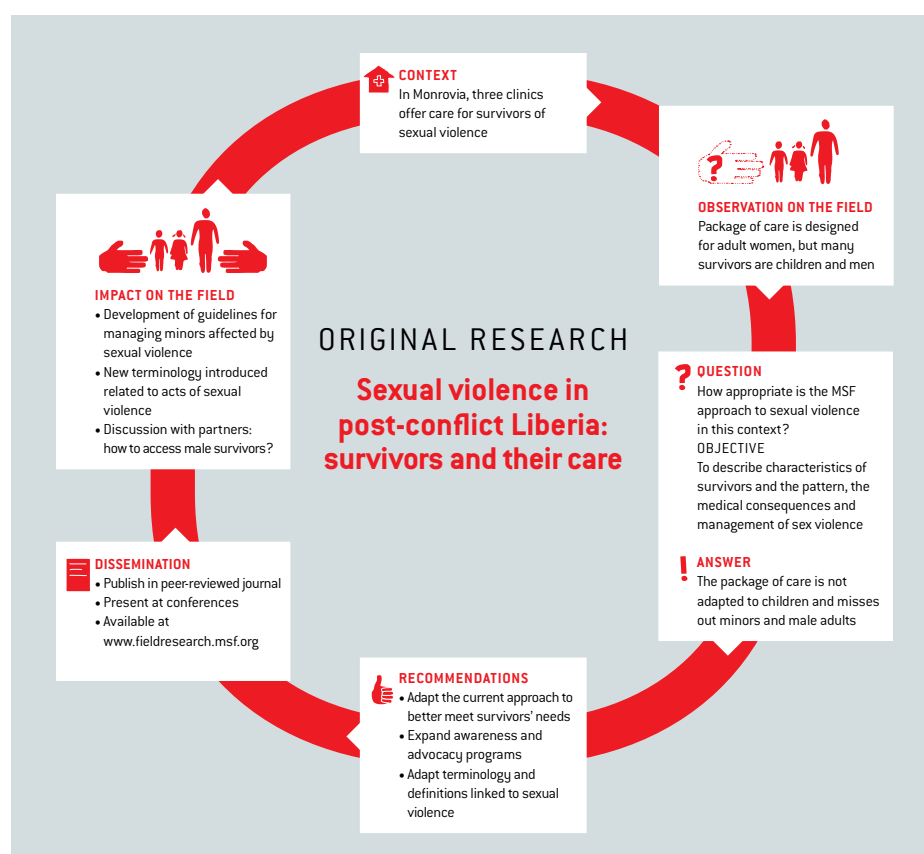 CONTEXT
In Monrovia, three clinics
offer care for survivors of
sexual violence
?
OBSERVATION ON THE FIELD
Package of care is designed
for adult women, but many
survivors are children and men
? QUESTION
How appropriate is the MSF
approach to sexual violence
in this context?
OBJECTIVE
To describe characteristics of
survivors and the pattern, the
medical consequences and
management of sex violence
! ANSWER
The package of care is not
adapted to children and misses
out minors and male adults
RECOMMENDATIONS
• Adapt the current approach to
better meet survivors' needs
• Expand awareness and
advocacy programs
• Adapt terminology and
definitions linked to sexual
violence
DISSEMINATION
• Publish in peer-reviewed journal
• Present at conferences
• Available at
www.fieldresearch.msf.org
IMPACT ON THE FIELD
• Development of guidelines for
managing minors affected by
sexual violence
• New terminology introduced
related to acts of sexual
violence
• Discussion with partners:
how to access male survivors?
ORIGINAL RESEARCH
Sexual violence in
post-conflict Liberia:
survivors and their care